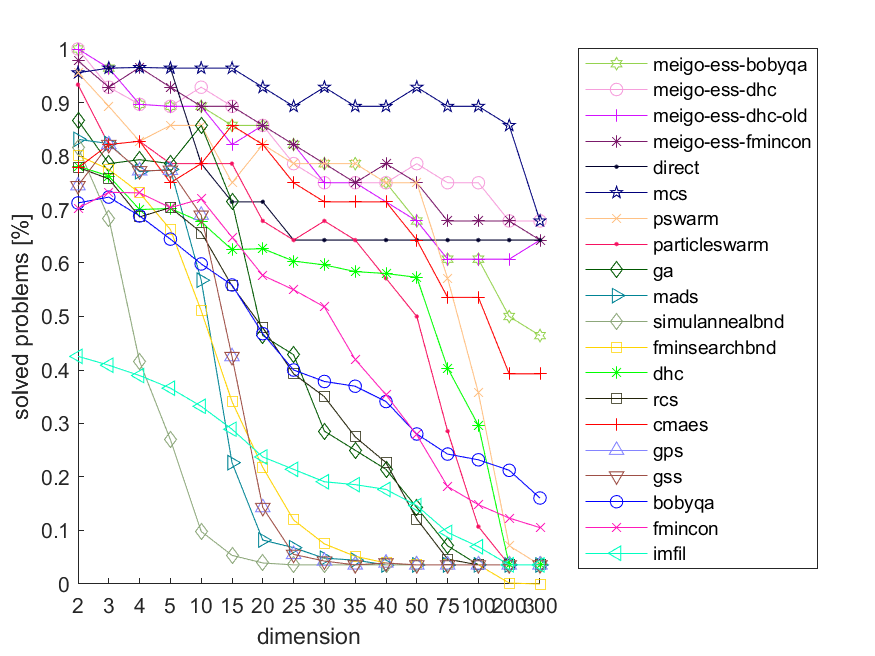 1
0.9
0.8
0.7
0.6
0.5
0.4
0.3
0.2
0.1
0
solved problems [%]
2 3 4 5 10 15 20 25 30 35 40 50 75 100 200 300
dimension
meigo-ess-bobyqa
meigo-ess-dhc
meigo-ess-dhc-old
meigo-ess-fmincon
direct
mcs
pswarm
particleswarm
ga
mads
simulannealbnd
fminsearchbnd
dhc
rcs
cmaes
gps
gss
bobyqa
fmincon
imfil